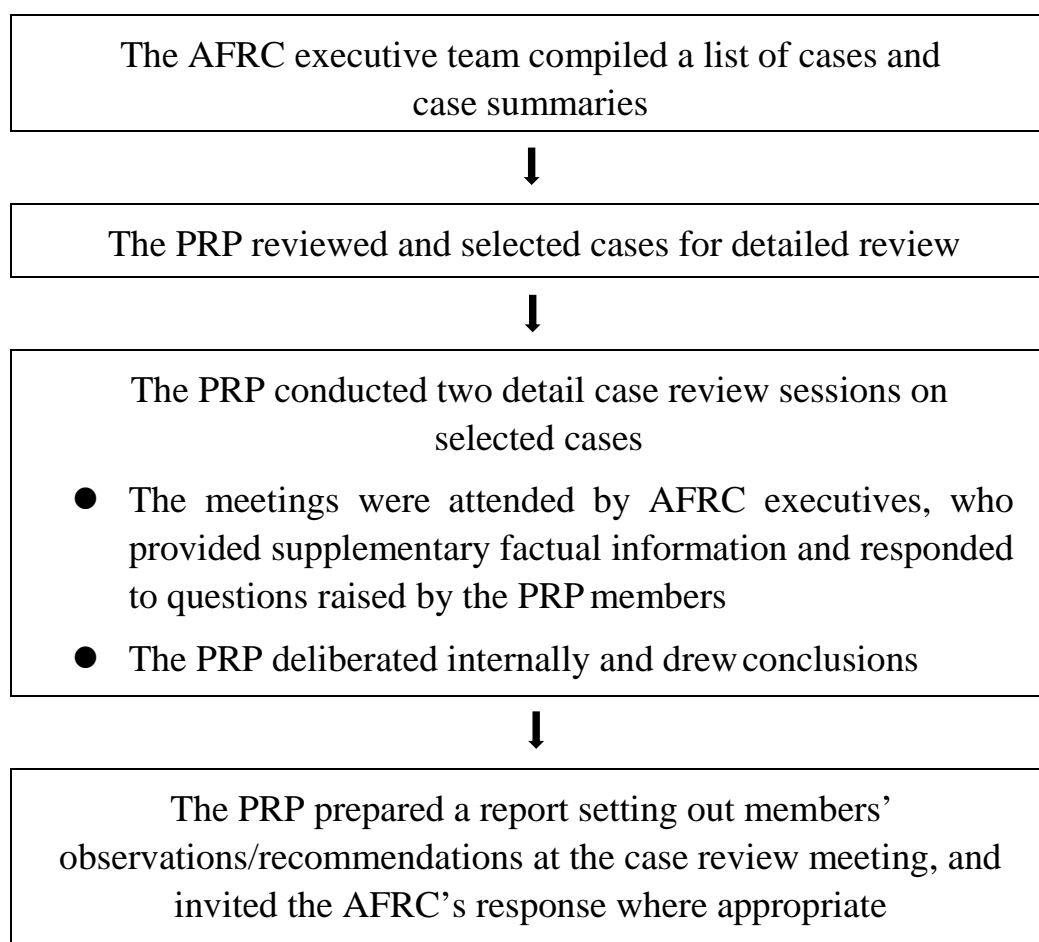 The AFRC executive team compiled a list of cases and
case summaries
The PRP reviewed and selected cases for detailed review
The PRP conducted two detail case review sessions on
selected cases
● The meetings were attended by AFRC executives, who
provided supplementary factual information and responded
to questions raised by the PRP members
● The PRP deliberated internally and drew conclusions
The PRP prepared a report setting out members’
observations/recommendations at the case review meeting, and
invited the AFRC’s response where appropriate